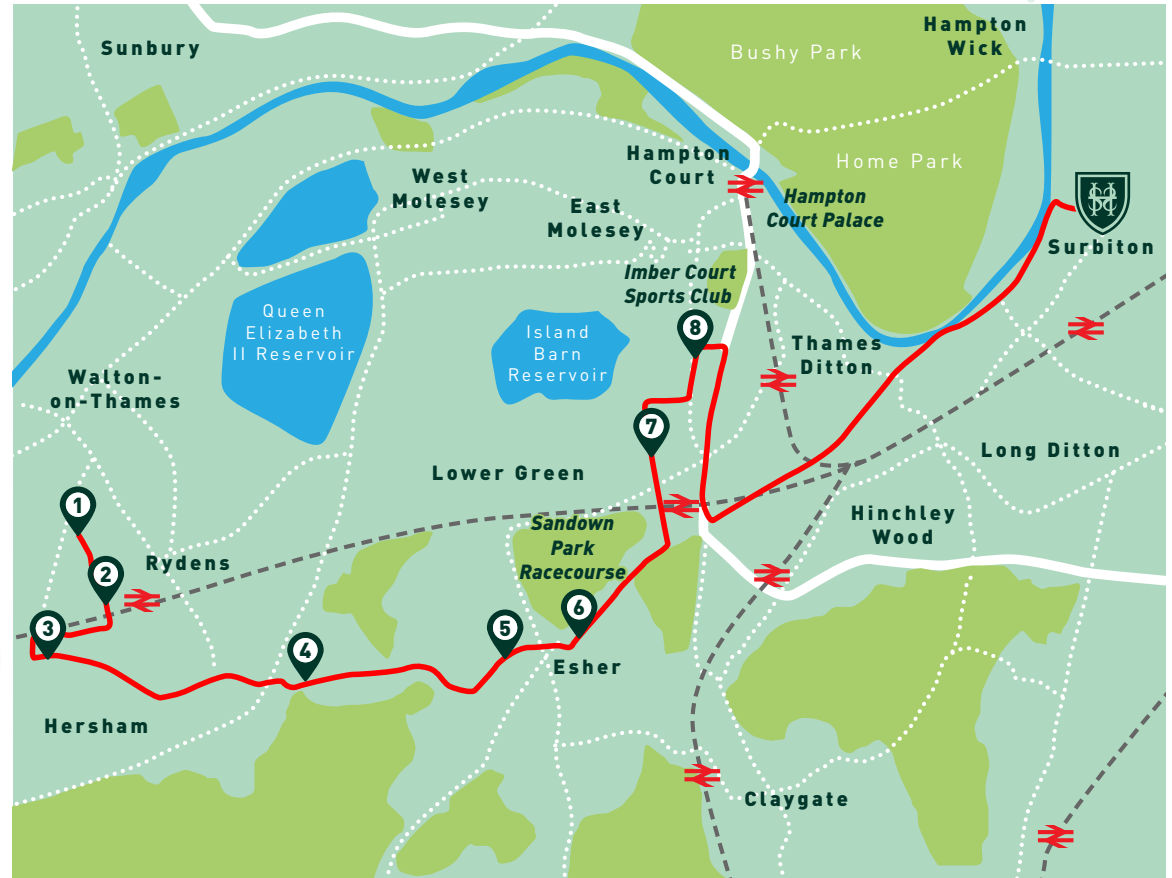 Sunbury
Hampton
Wick
Bushy Park
Hampton
Court
Home Park
West
Molesey
East
Molesey
Hampton
Court Palace
Surbiton
Imber Court
Sports Club
Queen
Elizabeth
II Reservoir
Island
Barn
Reservoir
8
Thames
Ditton
Walton-
on-Thames
7
Long Ditton
Lower Green
1
Hinchley
Wood
Sandown
Park
Racecourse
Rydens
2
6
3
5
4
Esher
Hersham
Claygate